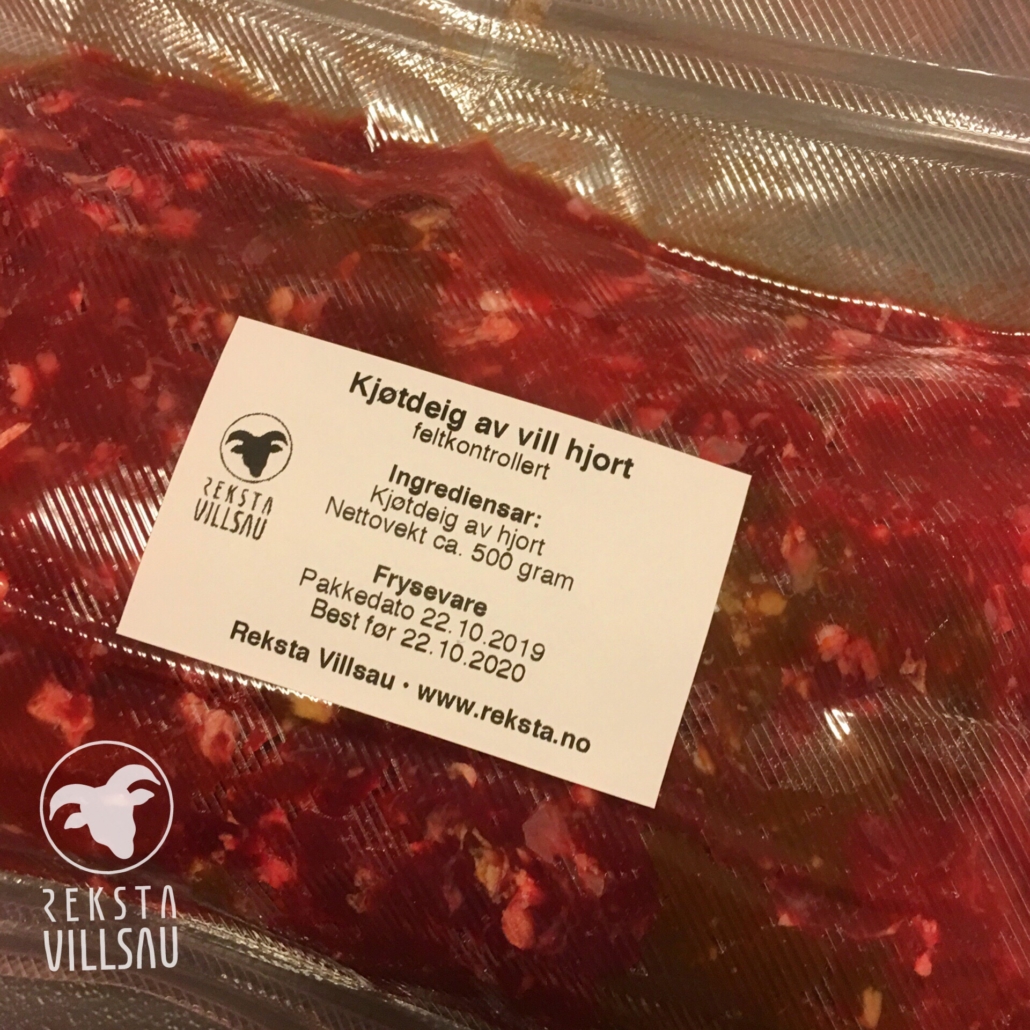 Kjøtdeig av vill hjort
feltkontrollert
Ingrediensar:
Kjøtdeig av hjort
Nettovekt ca. 500 gram
Frysevare
Pakkedato 22.10.2019
Best før 22.10.2020
Reksta Villsau • www.reksta.no
REKSTA
VILLSAU
REKSTA
VILLSAU